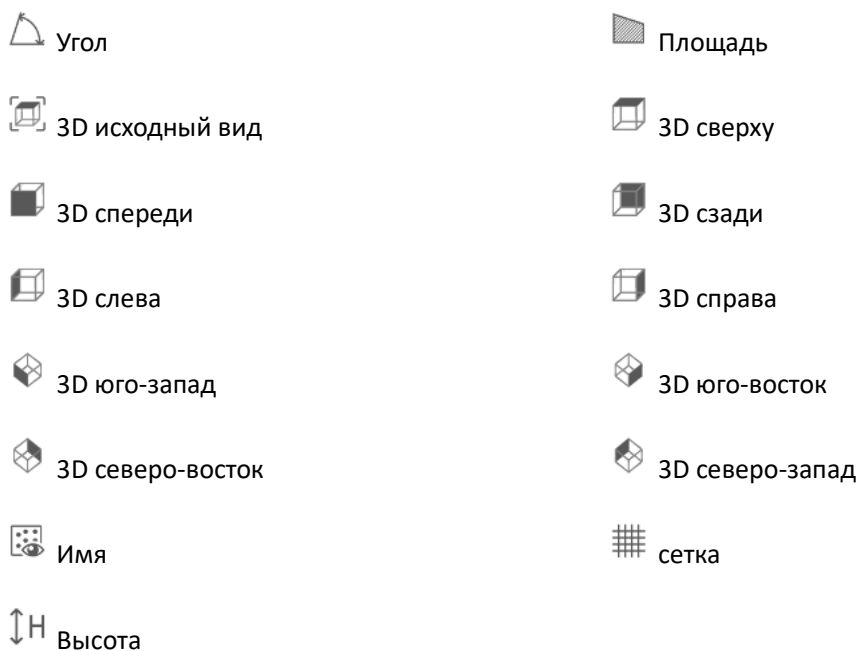 Угол
Площадь
3D исходный вид
3D сверху
3D спереди
3D сзади
3D слева
3D справа
3D юго-запад
3D юго-восток
3D северо-восток
3D северо-запад
Имя
сетка
H Высота